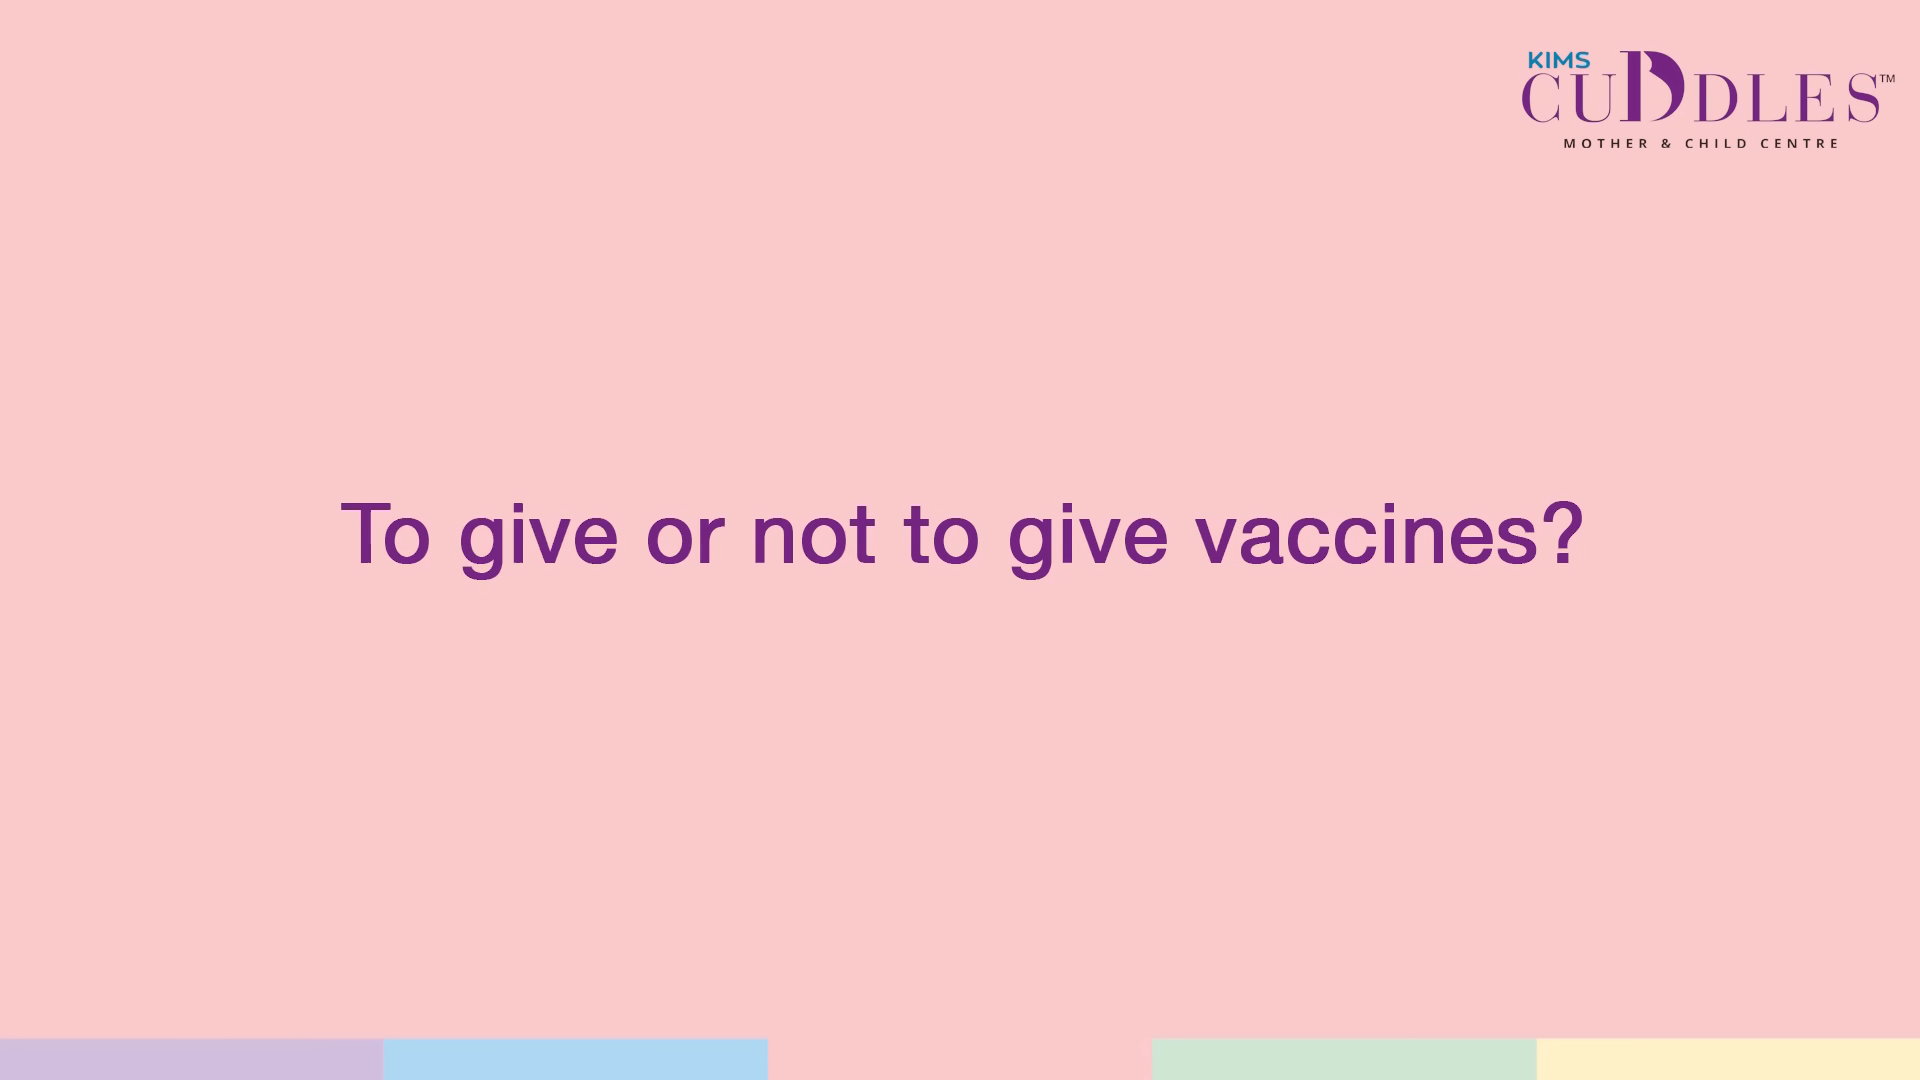 KIMS
CUDDLES™
MOTHER & CHILD CENTRE
To give or not to give vaccines?